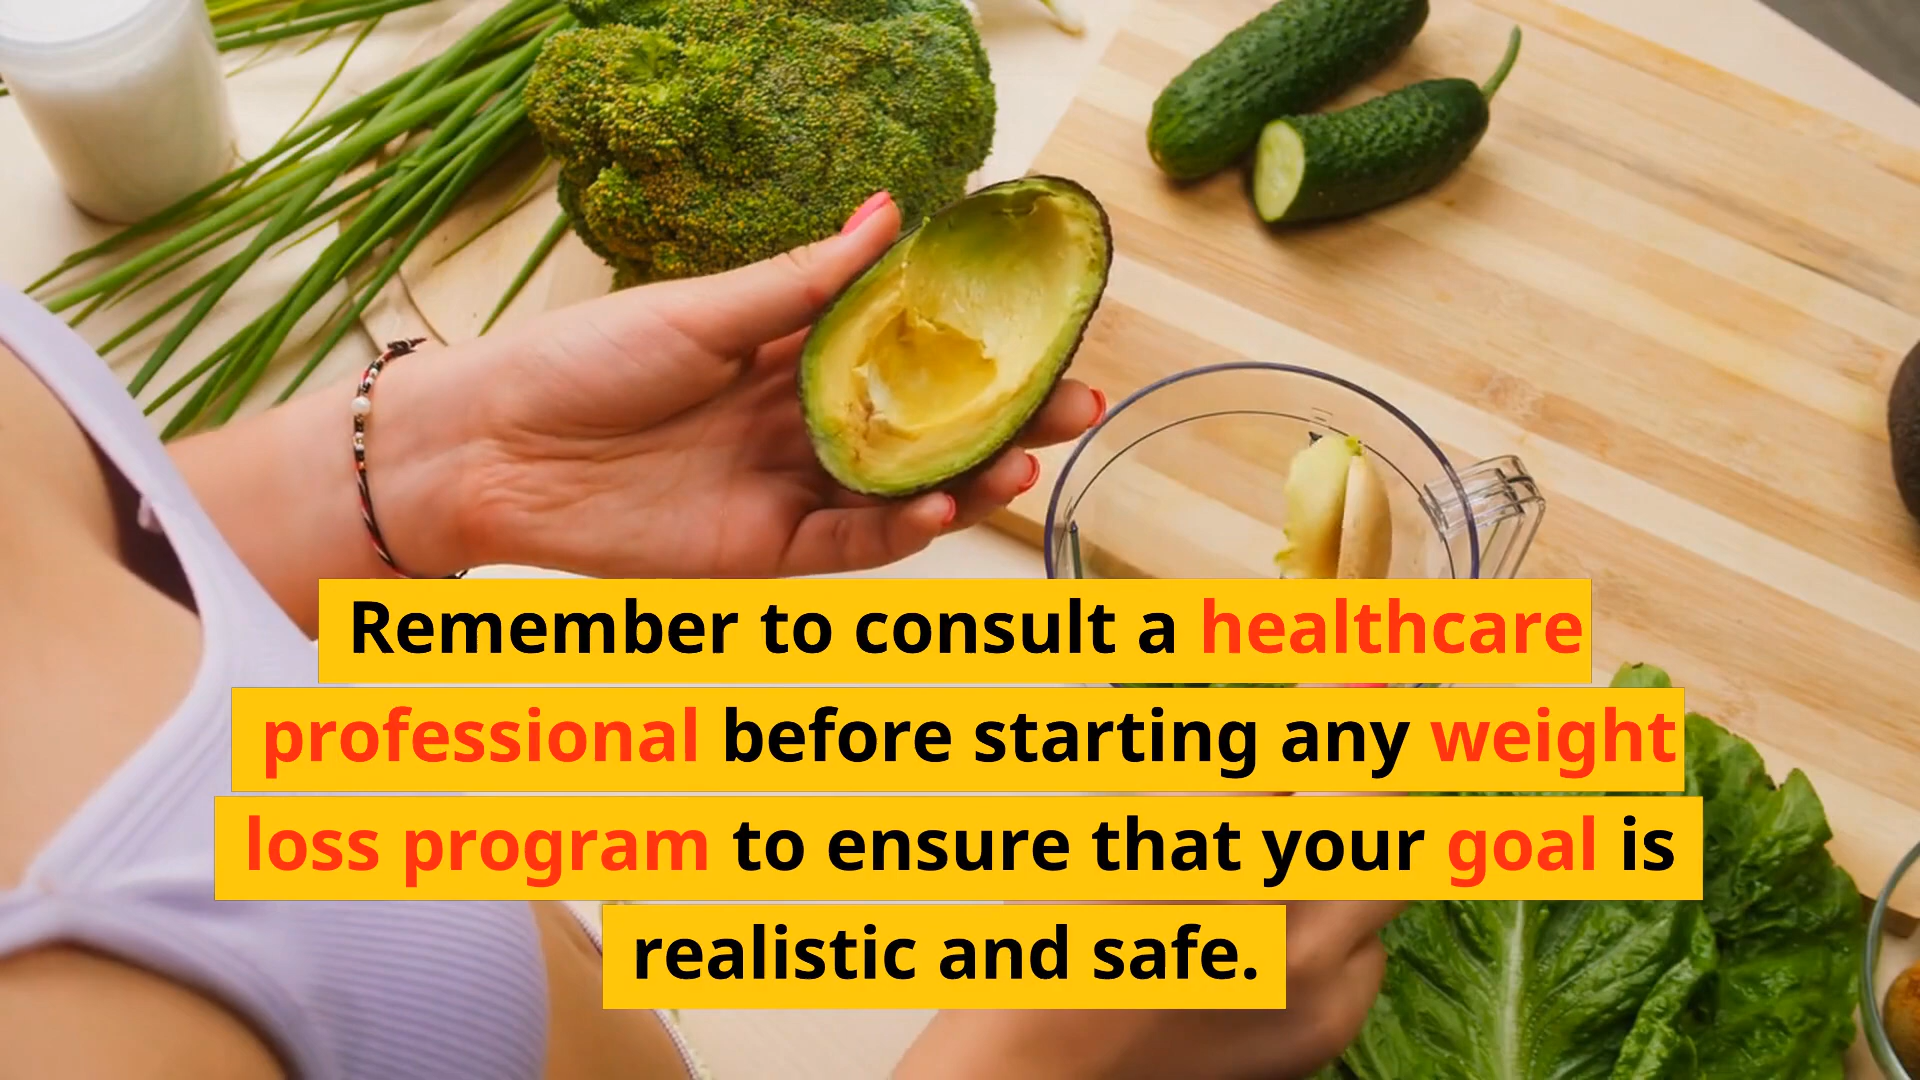 Remember to consult a healthcare
professional before starting any weight
loss program to ensure that your goal is
realistic and safe.